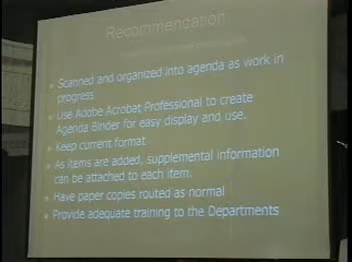 Recommendation
Scanned and organized into agenda as work in
progress
Use Adobe Acrobat Professional to create
Agenda Binder for easy display and use.
Keep current format
As items are added, supplemental information
can be attached to each item.
Have paper copies routed as normal
Provide adequate training to the Departments